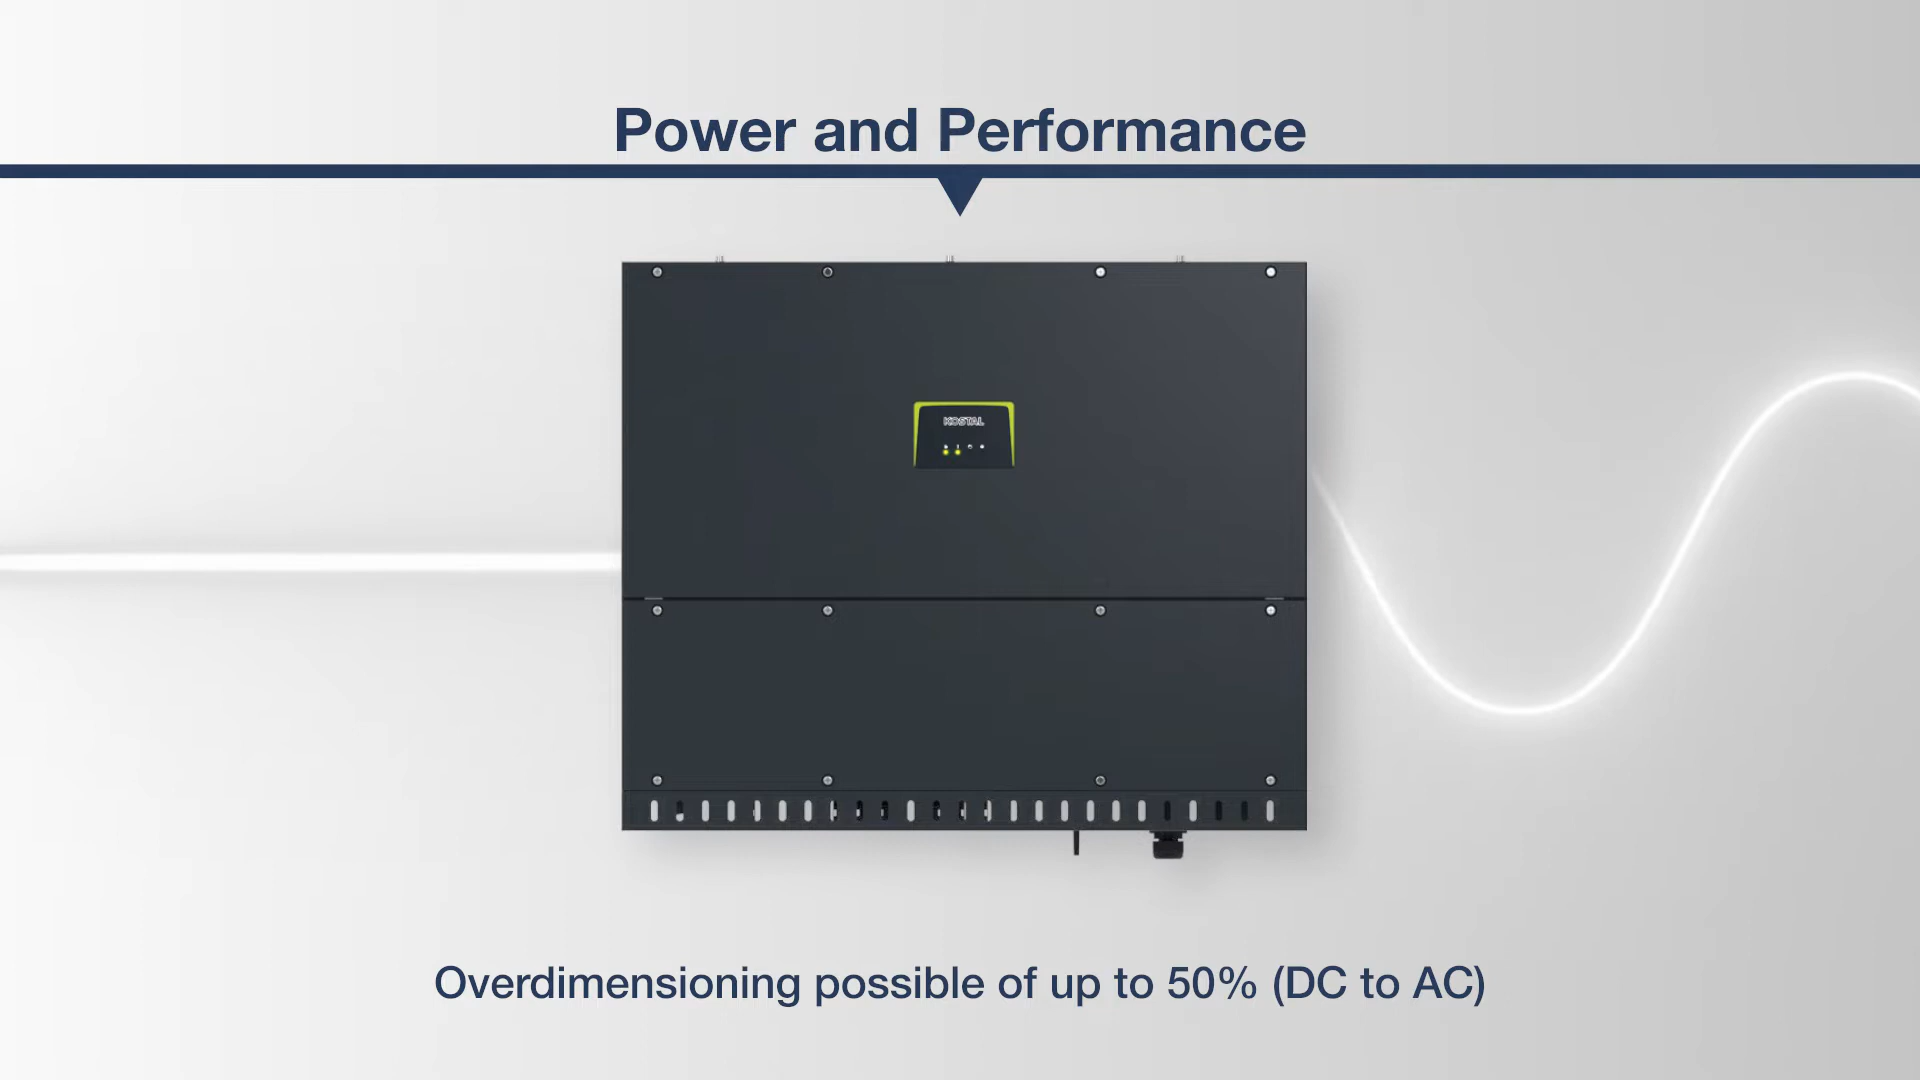 Power and Performance
KOSTAL
Overdimensioning possible of up to 50% (DC to AC)